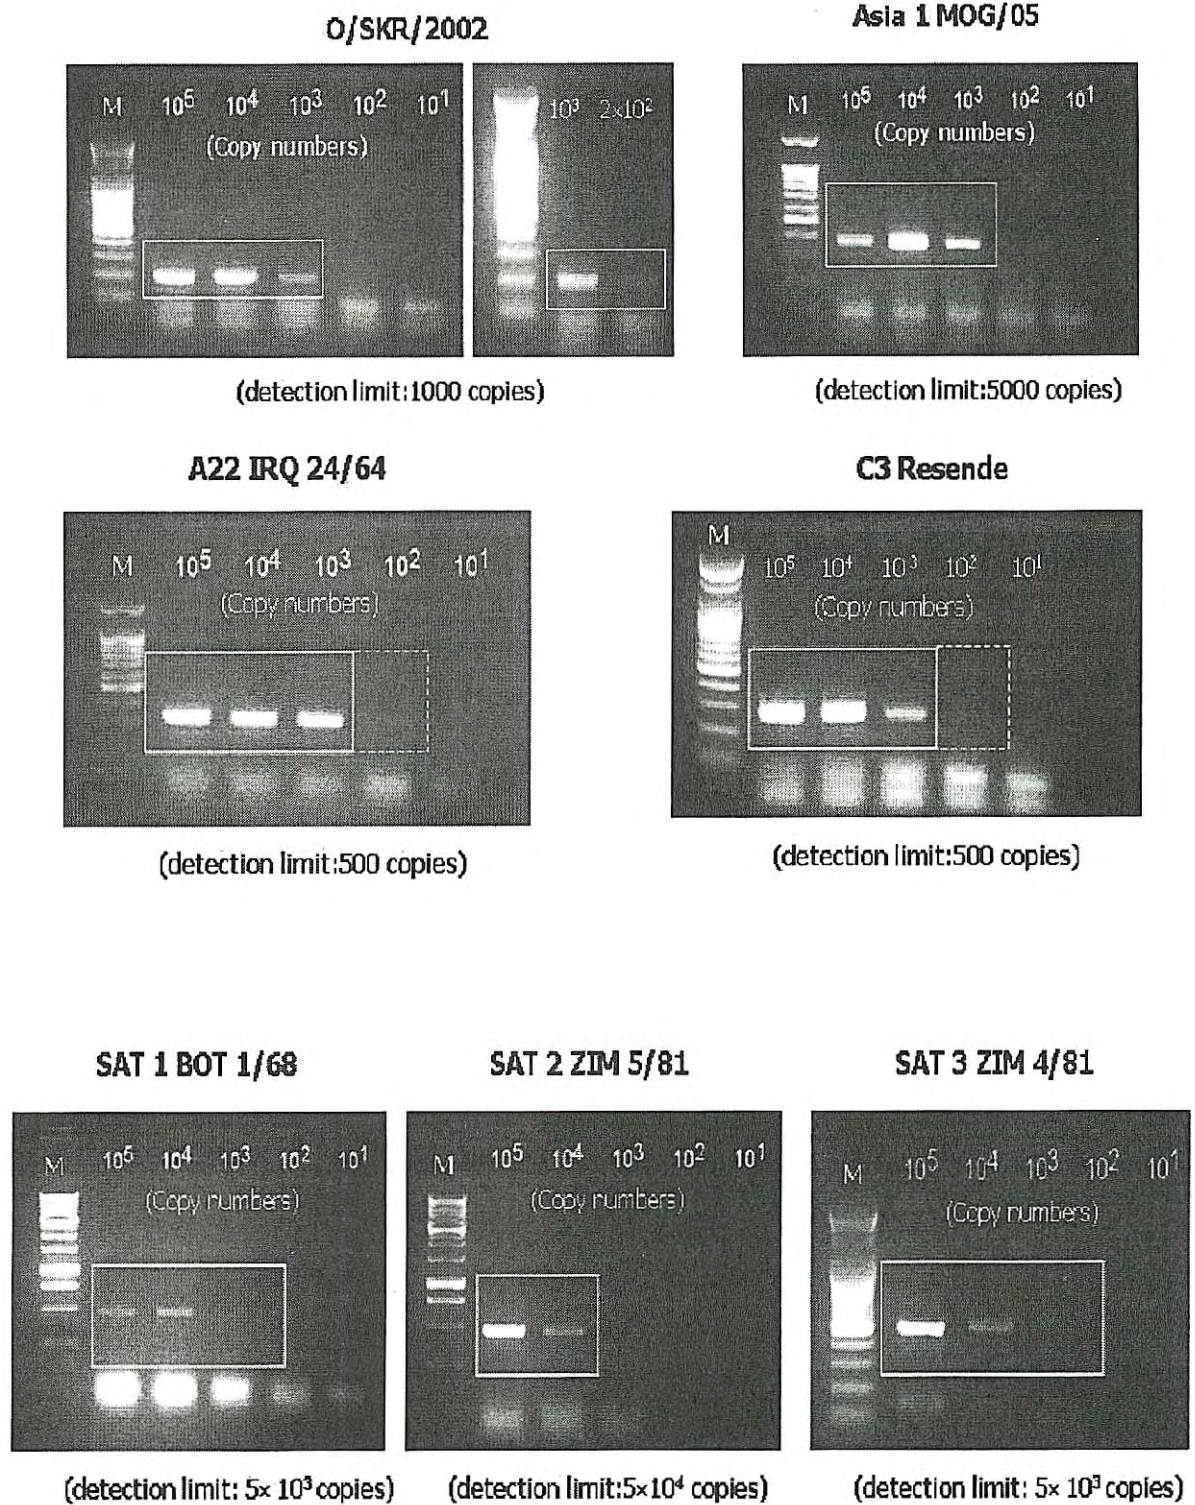 O/SKR/2002
Asia 1 MOG/05
M 10⁵ 10⁴ 10³ 10² 10¹
(Copy numbers)
10³ 2×10²
M 10⁵ 10⁴ 10³ 10² 10¹
(Copy numbers)
(detection limit:1000 copies)
(detection limit:5000 copies)
A22 IRQ 24/64
C3 Resende
M 10⁵ 10⁴ 10³ 10² 10¹
(Copy numbers)
M 10⁵ 10⁴ 10³ 10² 10¹
(Copy numbers)
(detection limit:500 copies)
(detection limit:500 copies)
SAT 1 BOT 1/68
SAT 2 ZIM 5/81
SAT 3 ZIM 4/81
M 10⁵ 10⁴ 10³ 10² 10¹
(Copy numbers)
M 10⁵ 10⁴ 10³ 10² 10¹
(Copy numbers)
M 10⁵ 10⁴ 10³ 10² 10¹
(Copy numbers)
(detection limit: 5× 10³ copies)
(detection limit:5×10⁴ copies)
(detection limit: 5× 10³ copies)